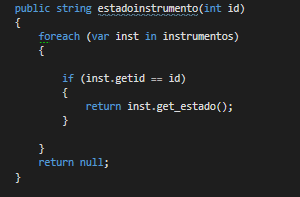 public string estadoinstrumento(int id)
{
foreach (var inst in instrumentos)
{
if (inst.getid == id)
{
return inst.get_estado();
}
}
return null;
}